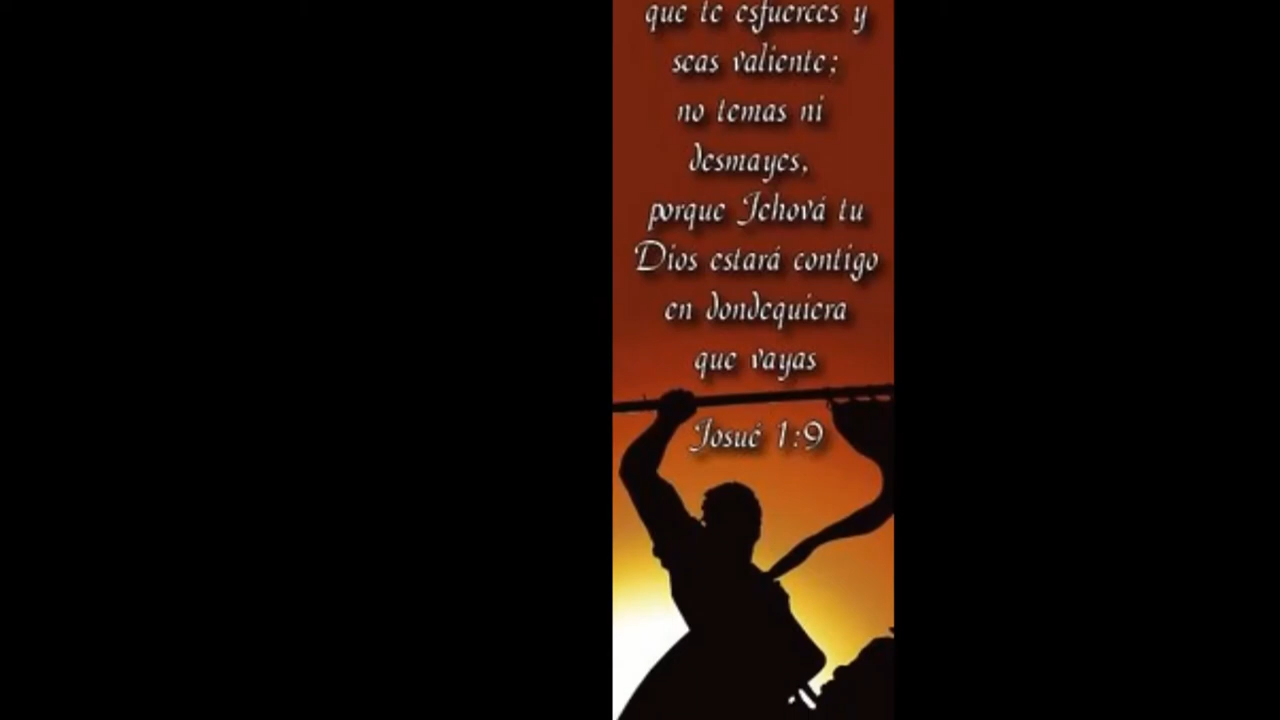 que te esfuerces y
seas valiente;
no temas ni
desmayes,
porque Jehová tu
Dios estará contigo
en dondequiera
que vayas
Josué 1:9